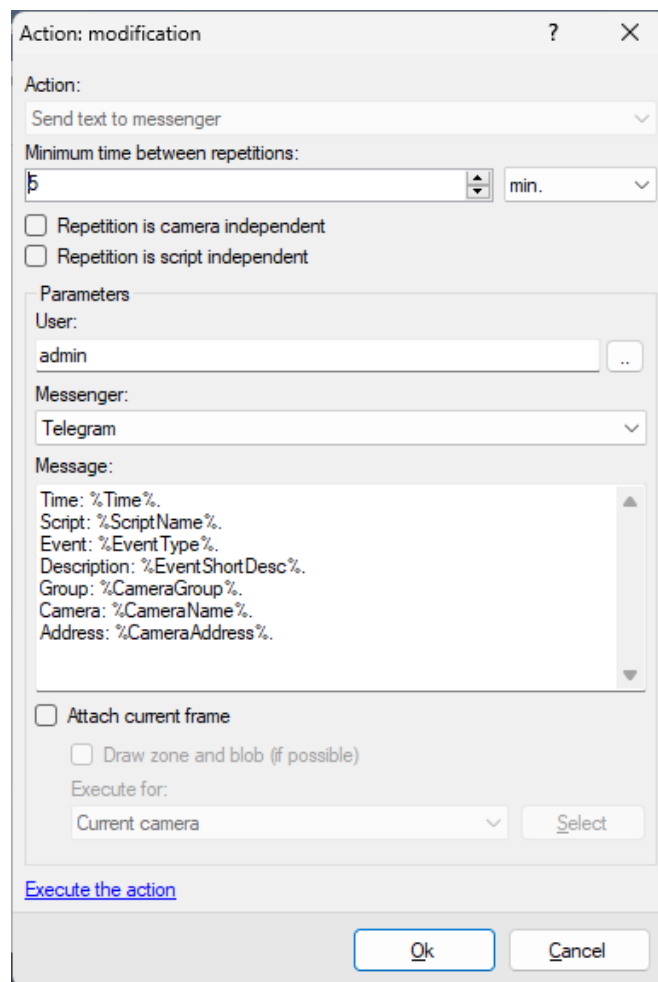 Action: modification
?
Action:
Send text to messenger
Minimum time between repetitions:
5
min.
Repetition is camera independent
Repetition is script independent
Parameters
User:
admin
..
Messenger:
Telegram
Message:
Time: %Time%.
Script: %ScriptName%.
Event: %EventType%.
Description: %EventShortDesc%.
Group: %CameraGroup%.
Camera: %CameraName%.
Address: %CameraAddress%.
Attach current frame
Draw zone and blob (if possible)
Execute for:
Current camera
Select
Execute the action
Ok
Cancel